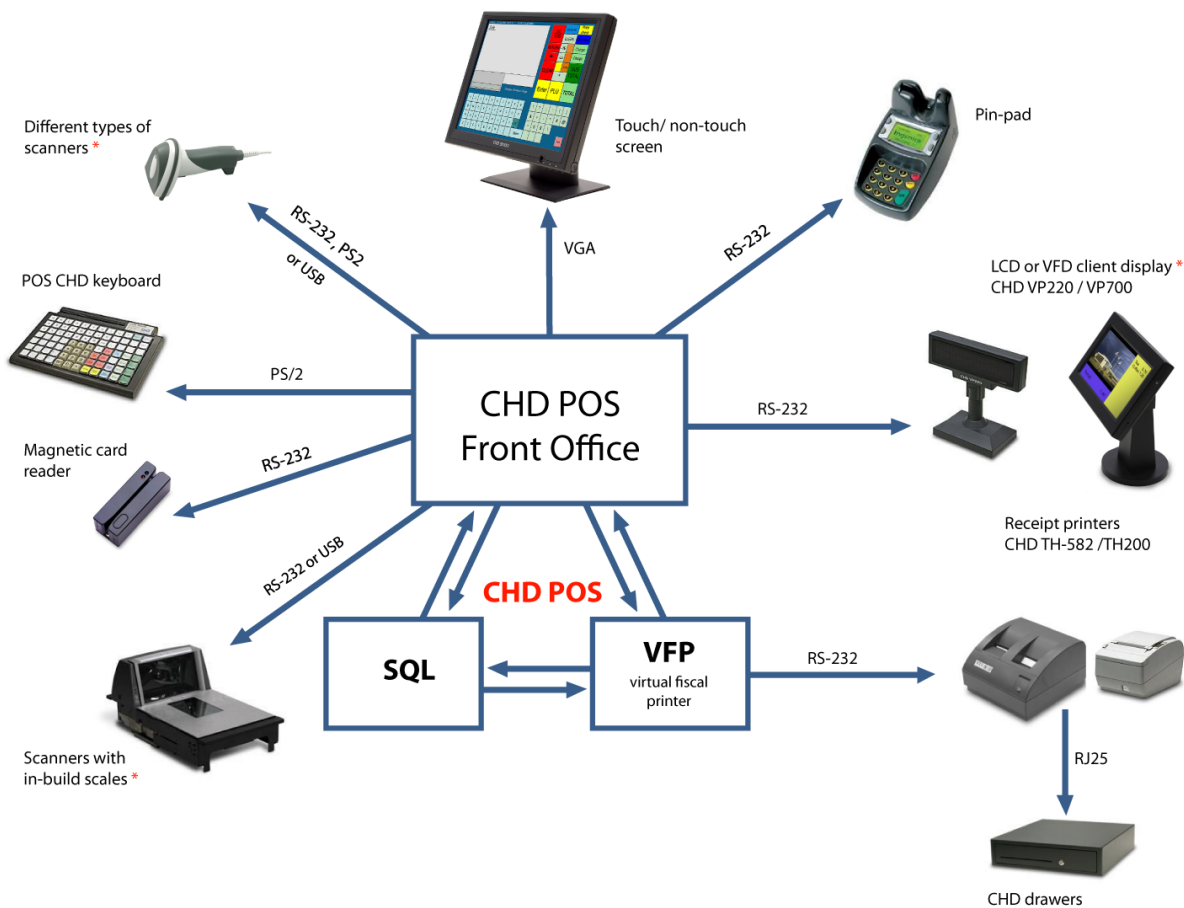 Different types of
scanners *
Touch/ non-touch
screen
Pin-pad
RS-232, PS2
or USB
VGA
RS-232
POS CHD keyboard
LCD or VFD client display *
CHD VP220 / VP700
PS/2
CHD POS
Front Office
RS-232
Magnetic card
reader
RS-232
Receipt printers
CHD TH-582 /TH200
RS-232 or USB
CHD POS
SQL
VFP
virtual fiscal
printer
RS-232
Scanners with
in-build scales *
RJ25
CHD drawers
Enter
PLU
TOTAL